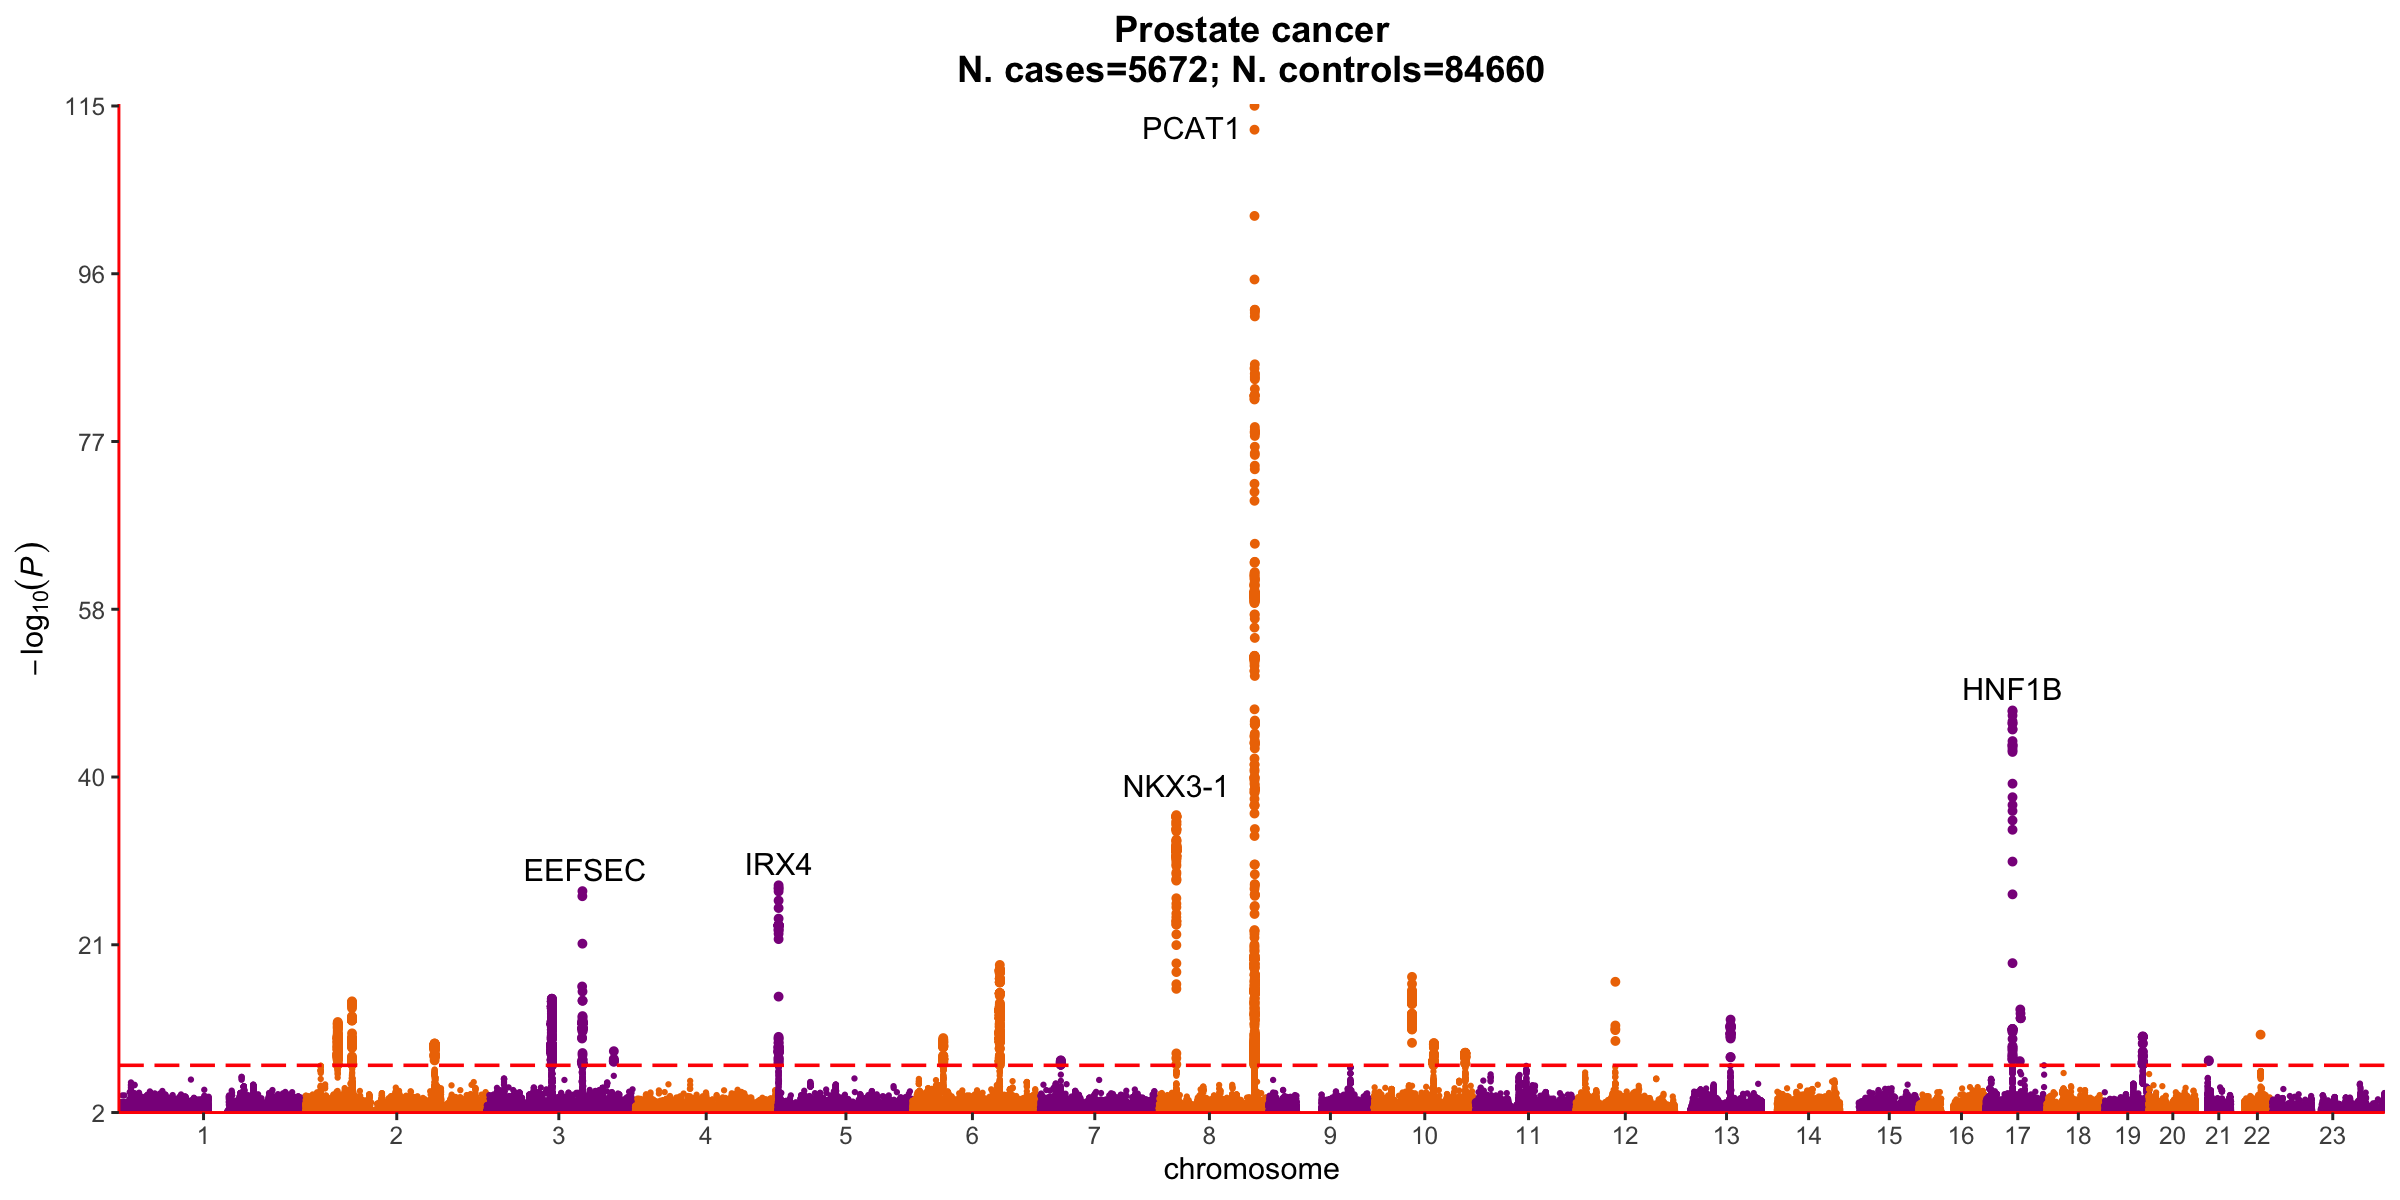 Prostate cancer
N. cases=5672; N. controls=84660
115
PCAT1
96
77
−log10(P)
58
HNF1B
40
NKX3-1
IRX4
EEFSEC
21
2
1 2 3 4 5 6 7 8 9 10 11 12 13 14 15 16 17 18 19 20 21 22 23
chromosome